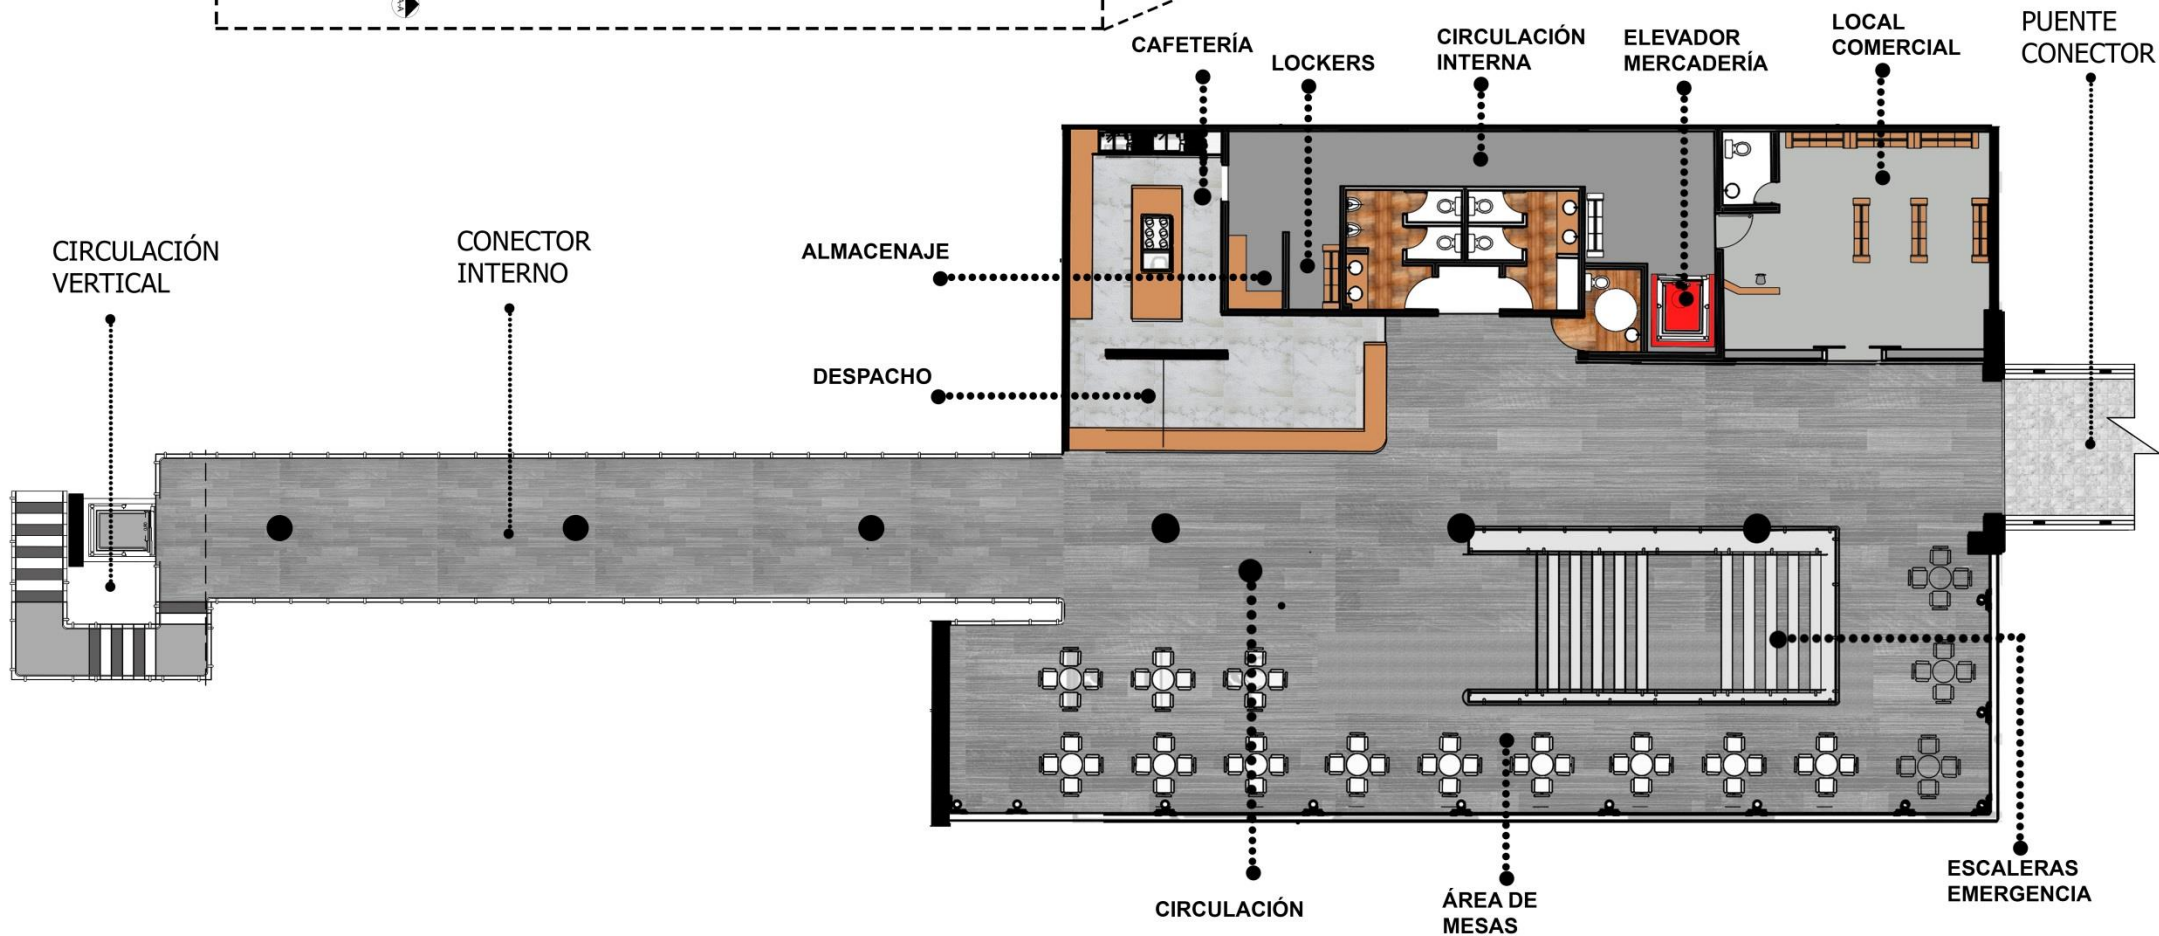 CAFETERÍA
LOCKERS
CIRCULACIÓN
INTERNA
ELEVADOR
MERCADERÍA
LOCAL
COMERCIAL
PUENTE
CONECTOR
CIRCULACIÓN
VERTICAL
CONECTOR
INTERNO
ALMACENAJE
DESPACHO
CIRCULACIÓN
ÁREA DE
MESAS
ESCALERAS
EMERGENCIA